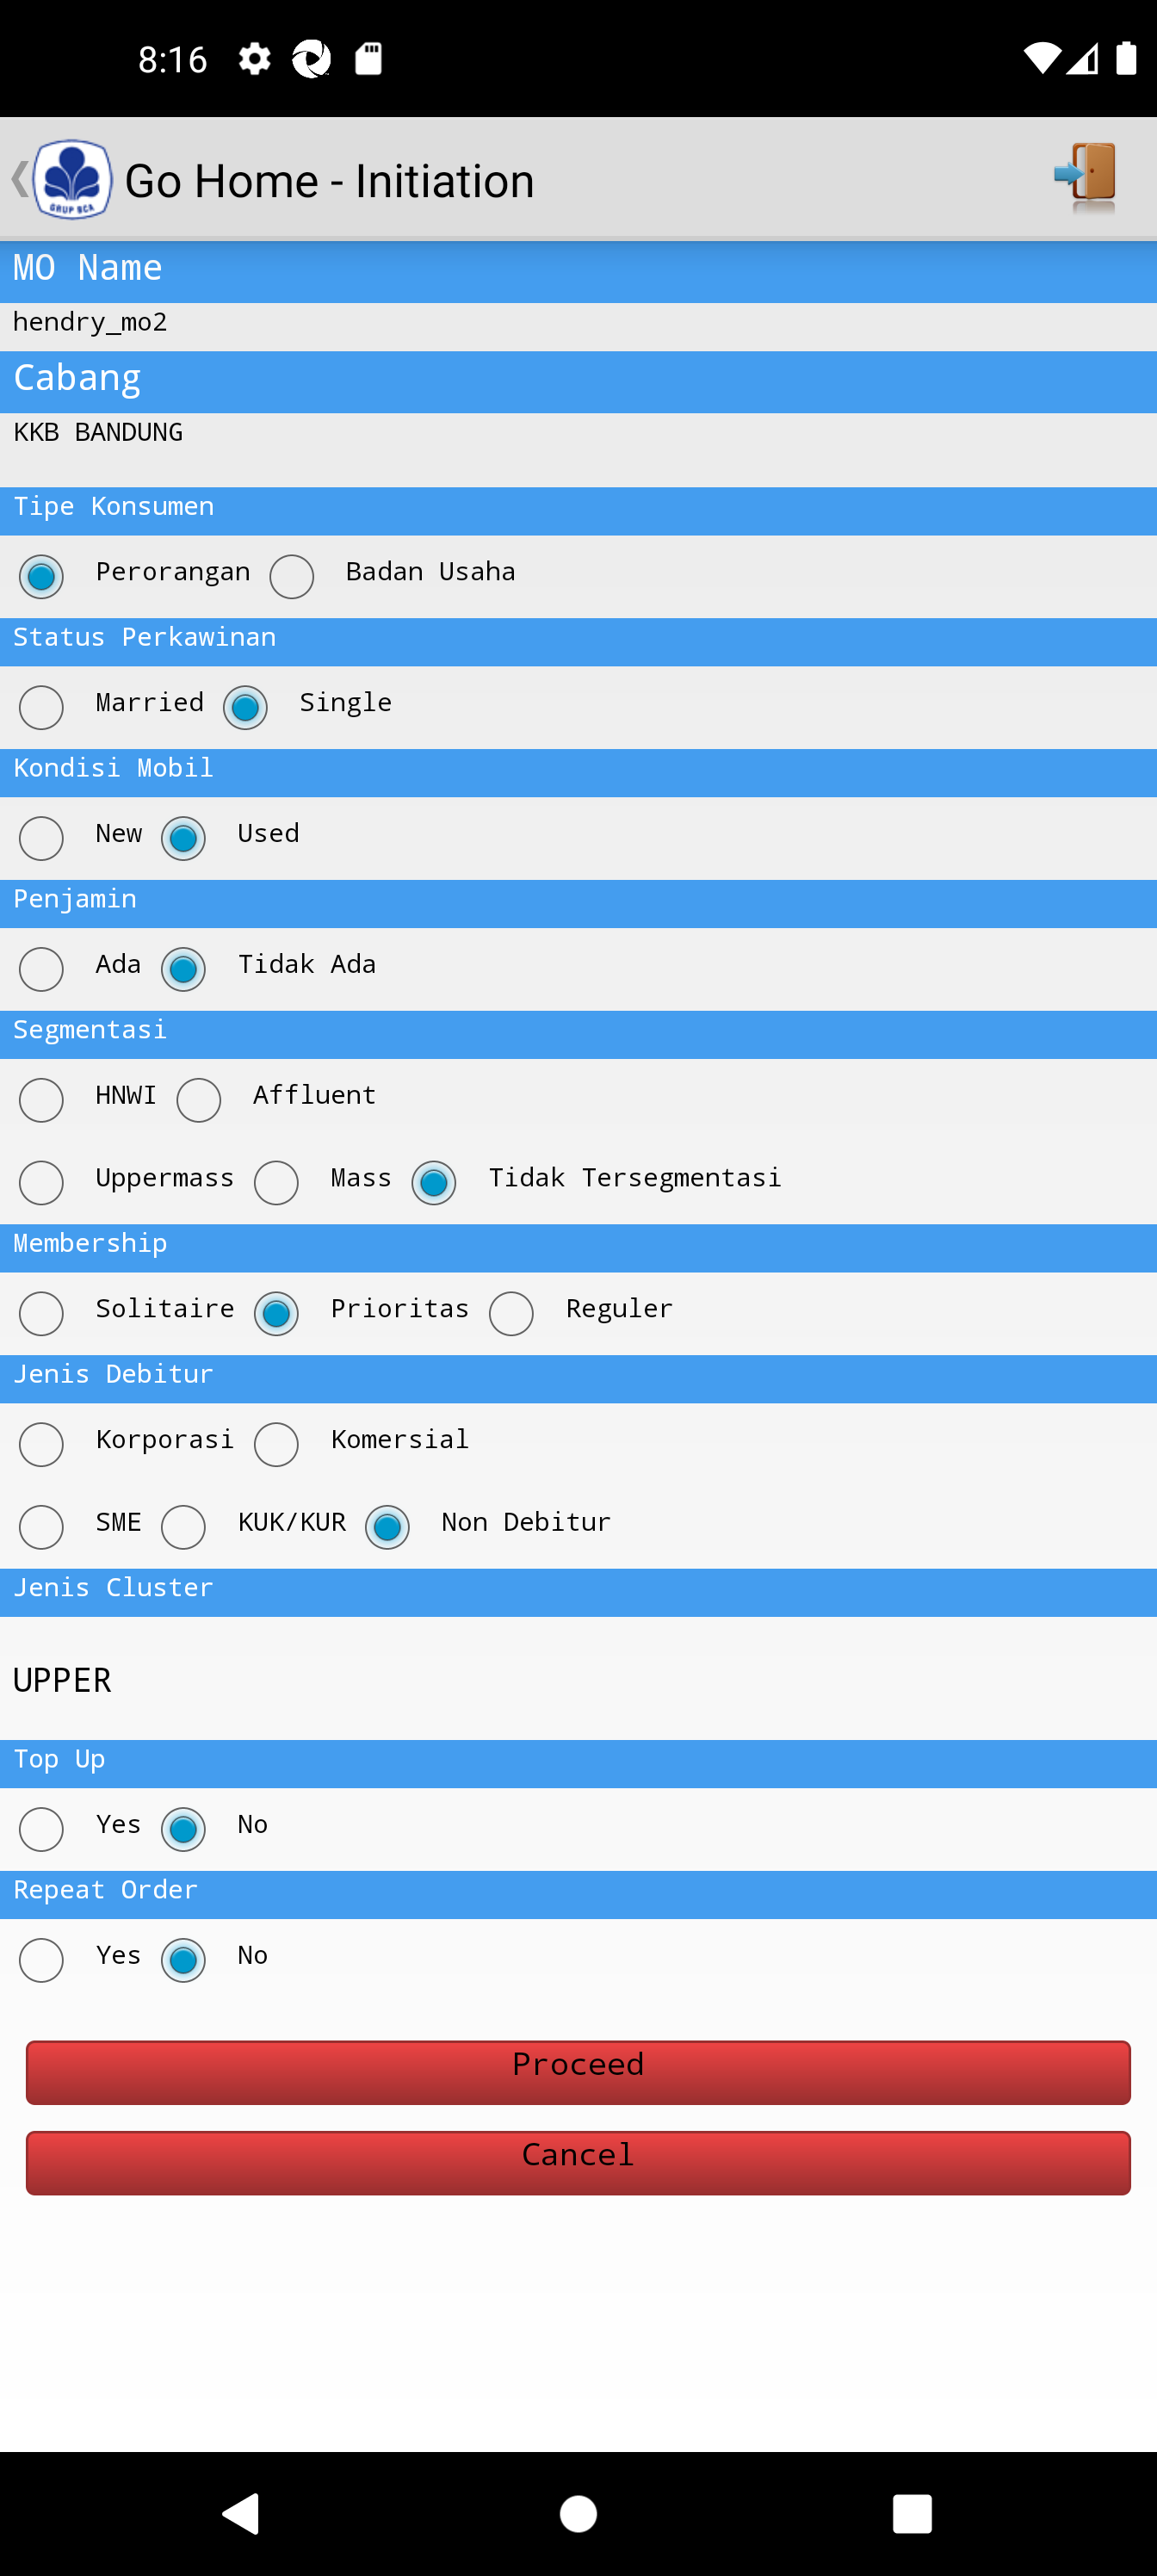 8:16
GRUP BCA
Go Home - Initiation
MO Name
hendry_mo2
Cabang
KKB BANDUNG
Tipe Konsumen
Perorangan Badan Usaha
Status Perkawinan
Married Single
Kondisi Mobil
New Used
Penjamin
Ada Tidak Ada
Segmentasi
HNWI Affluent
Uppermass Mass Tidak Tersegmentasi
Membership
Solitaire Prioritas Reguler
Jenis Debitur
Korporasi Komersial
SME KUK/KUR Non Debitur
Jenis Cluster
UPPER
Top Up
Yes No
Repeat Order
Yes No
Proceed
Cancel